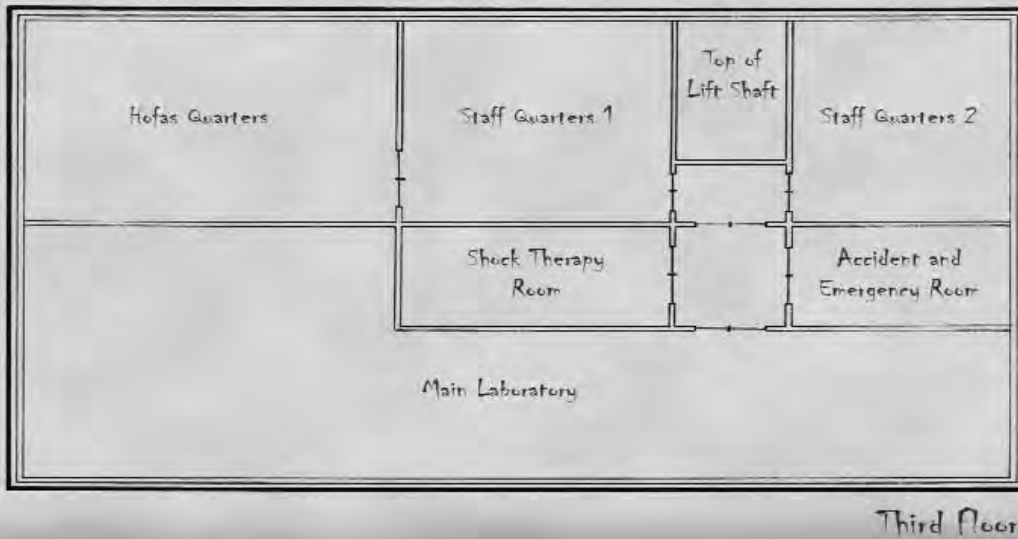 Hofas Quarters
Staff Quarters 1
Top of
Lift Shaft
Staff Quarters 2
Shock Therapy
Room
Accident and
Emergency Room
Main Laboratory
Third Floor